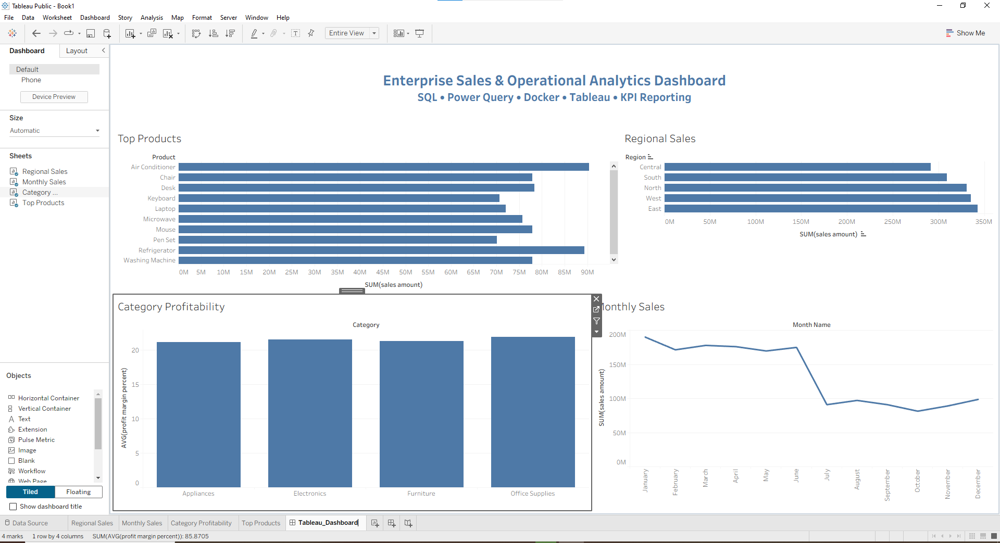 Tableau Public - Book1
File Data Worksheet Dashboard Story Analysis Map Format Server Window Help
Entire View
Show Me
Dashboard Layout
Default
Phone
Device Preview
Size
Automatic
Sheets
Regional Sales
Monthly Sales
Category ...
Top Products
Objects
Horizontal Container
Vertical Container
Text
Extension
Pulse Metric
Image
Blank
Workflow
Web Page
Tiled Floating
Show dashboard title
Enterprise Sales & Operational Analytics Dashboard
SQL • Power Query • Docker • Tableau • KPI Reporting
Top Products
Product
Air Conditioner
Chair
Desk
Keyboard
Laptop
Microwave
Mouse
Pen Set
Refrigerator
Washing Machine
0M 5M 10M 15M 20M 25M 30M 35M 40M 45M 50M 55M 60M 65M 70M 75M 80M 85M 90M
SUM(sales amount)
Regional Sales
Region
Central
South
North
West
East
0M 50M 100M 150M 200M 250M 300M 350M
SUM(sales amount)
Category Profitability
Category
AVG(profit margin percent)
20
15
10
5
0
Appliances Electronics Furniture Office Supplies
Monthly Sales
Month Name
SUM(sales amount)
200M
150M
100M
50M
0M
January February March April May June July August September October November December
Data Source Regional Sales Monthly Sales Category Profitability Top Products Tableau_Dashboard
4 marks 1 row by 4 columns SUM(AVG(profit margin percent)): 85.8705